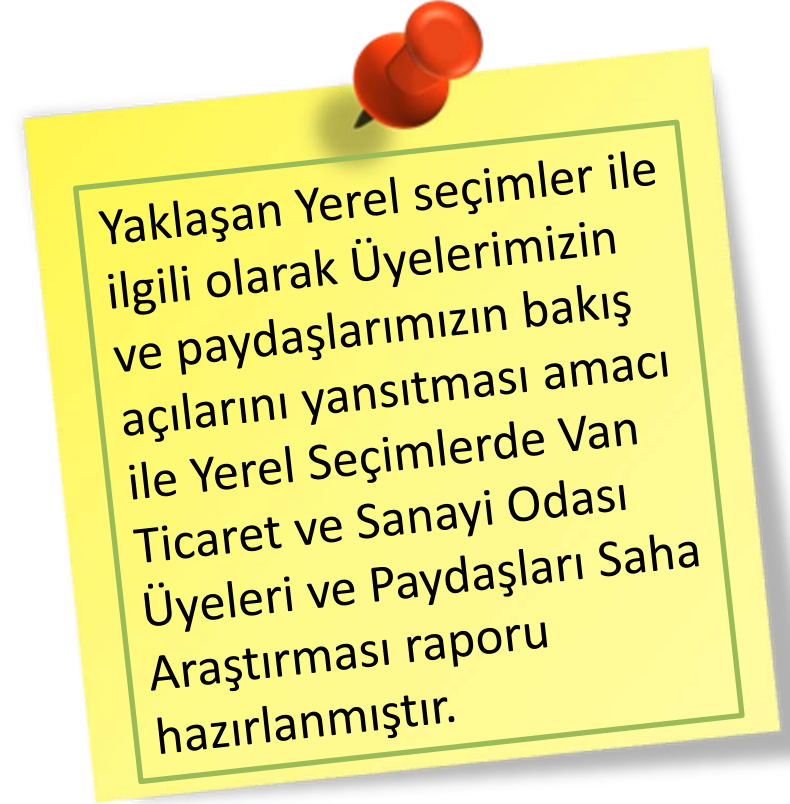 Yaklaşan Yerel seçimler ile
ilgili olarak Üyelerimizin
ve paydaşlarımızın bakış
açılarını yansıtması amacı
ile Yerel Seçimlerde Van
Ticaret ve Sanayi Odası
Üyeleri ve Paydaşları Saha
Araştırması raporu
hazırlanmıştır.